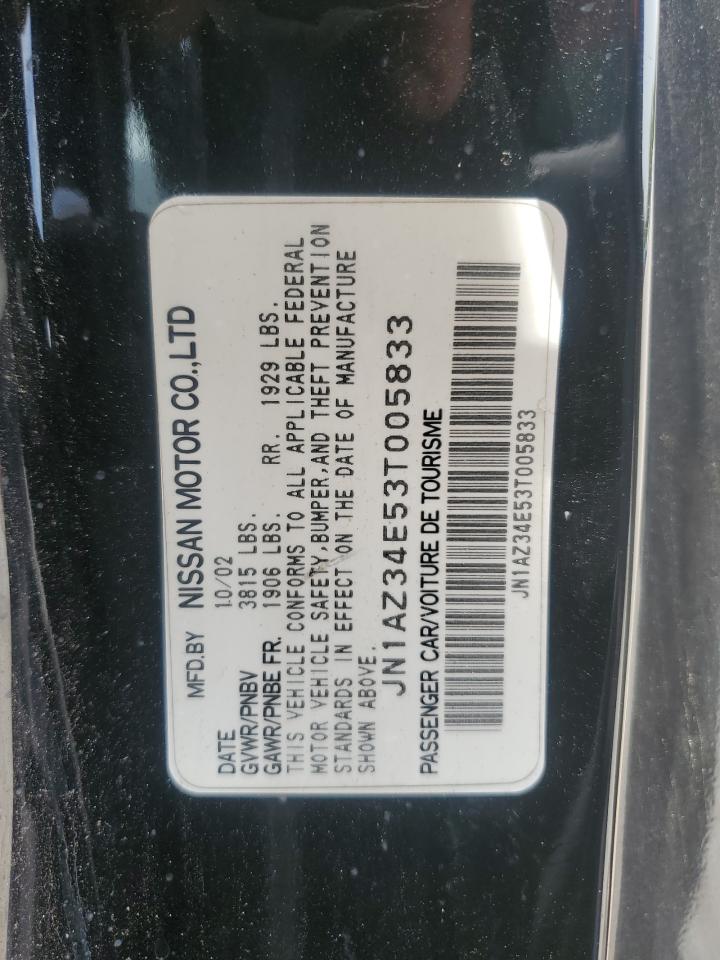 MFD.BY NISSAN MOTOR CO.,LTD
DATE 10/02
GVWR/PNBV 3815 LBS.
GAWR/PNBE FR. 1906 LBS. RR. 1929 LBS.
THIS VEHICLE CONFORMS TO ALL APPLICABLE FEDERAL
MOTOR VEHICLE SAFETY,BUMPER,AND THEFT PREVENTION
STANDARDS IN EFFECT ON THE DATE OF MANUFACTURE
SHOWN ABOVE.
JN1AZ34E53T005833
PASSENGER CAR/VOITURE DE TOURISME
JN1AZ34E53T005833